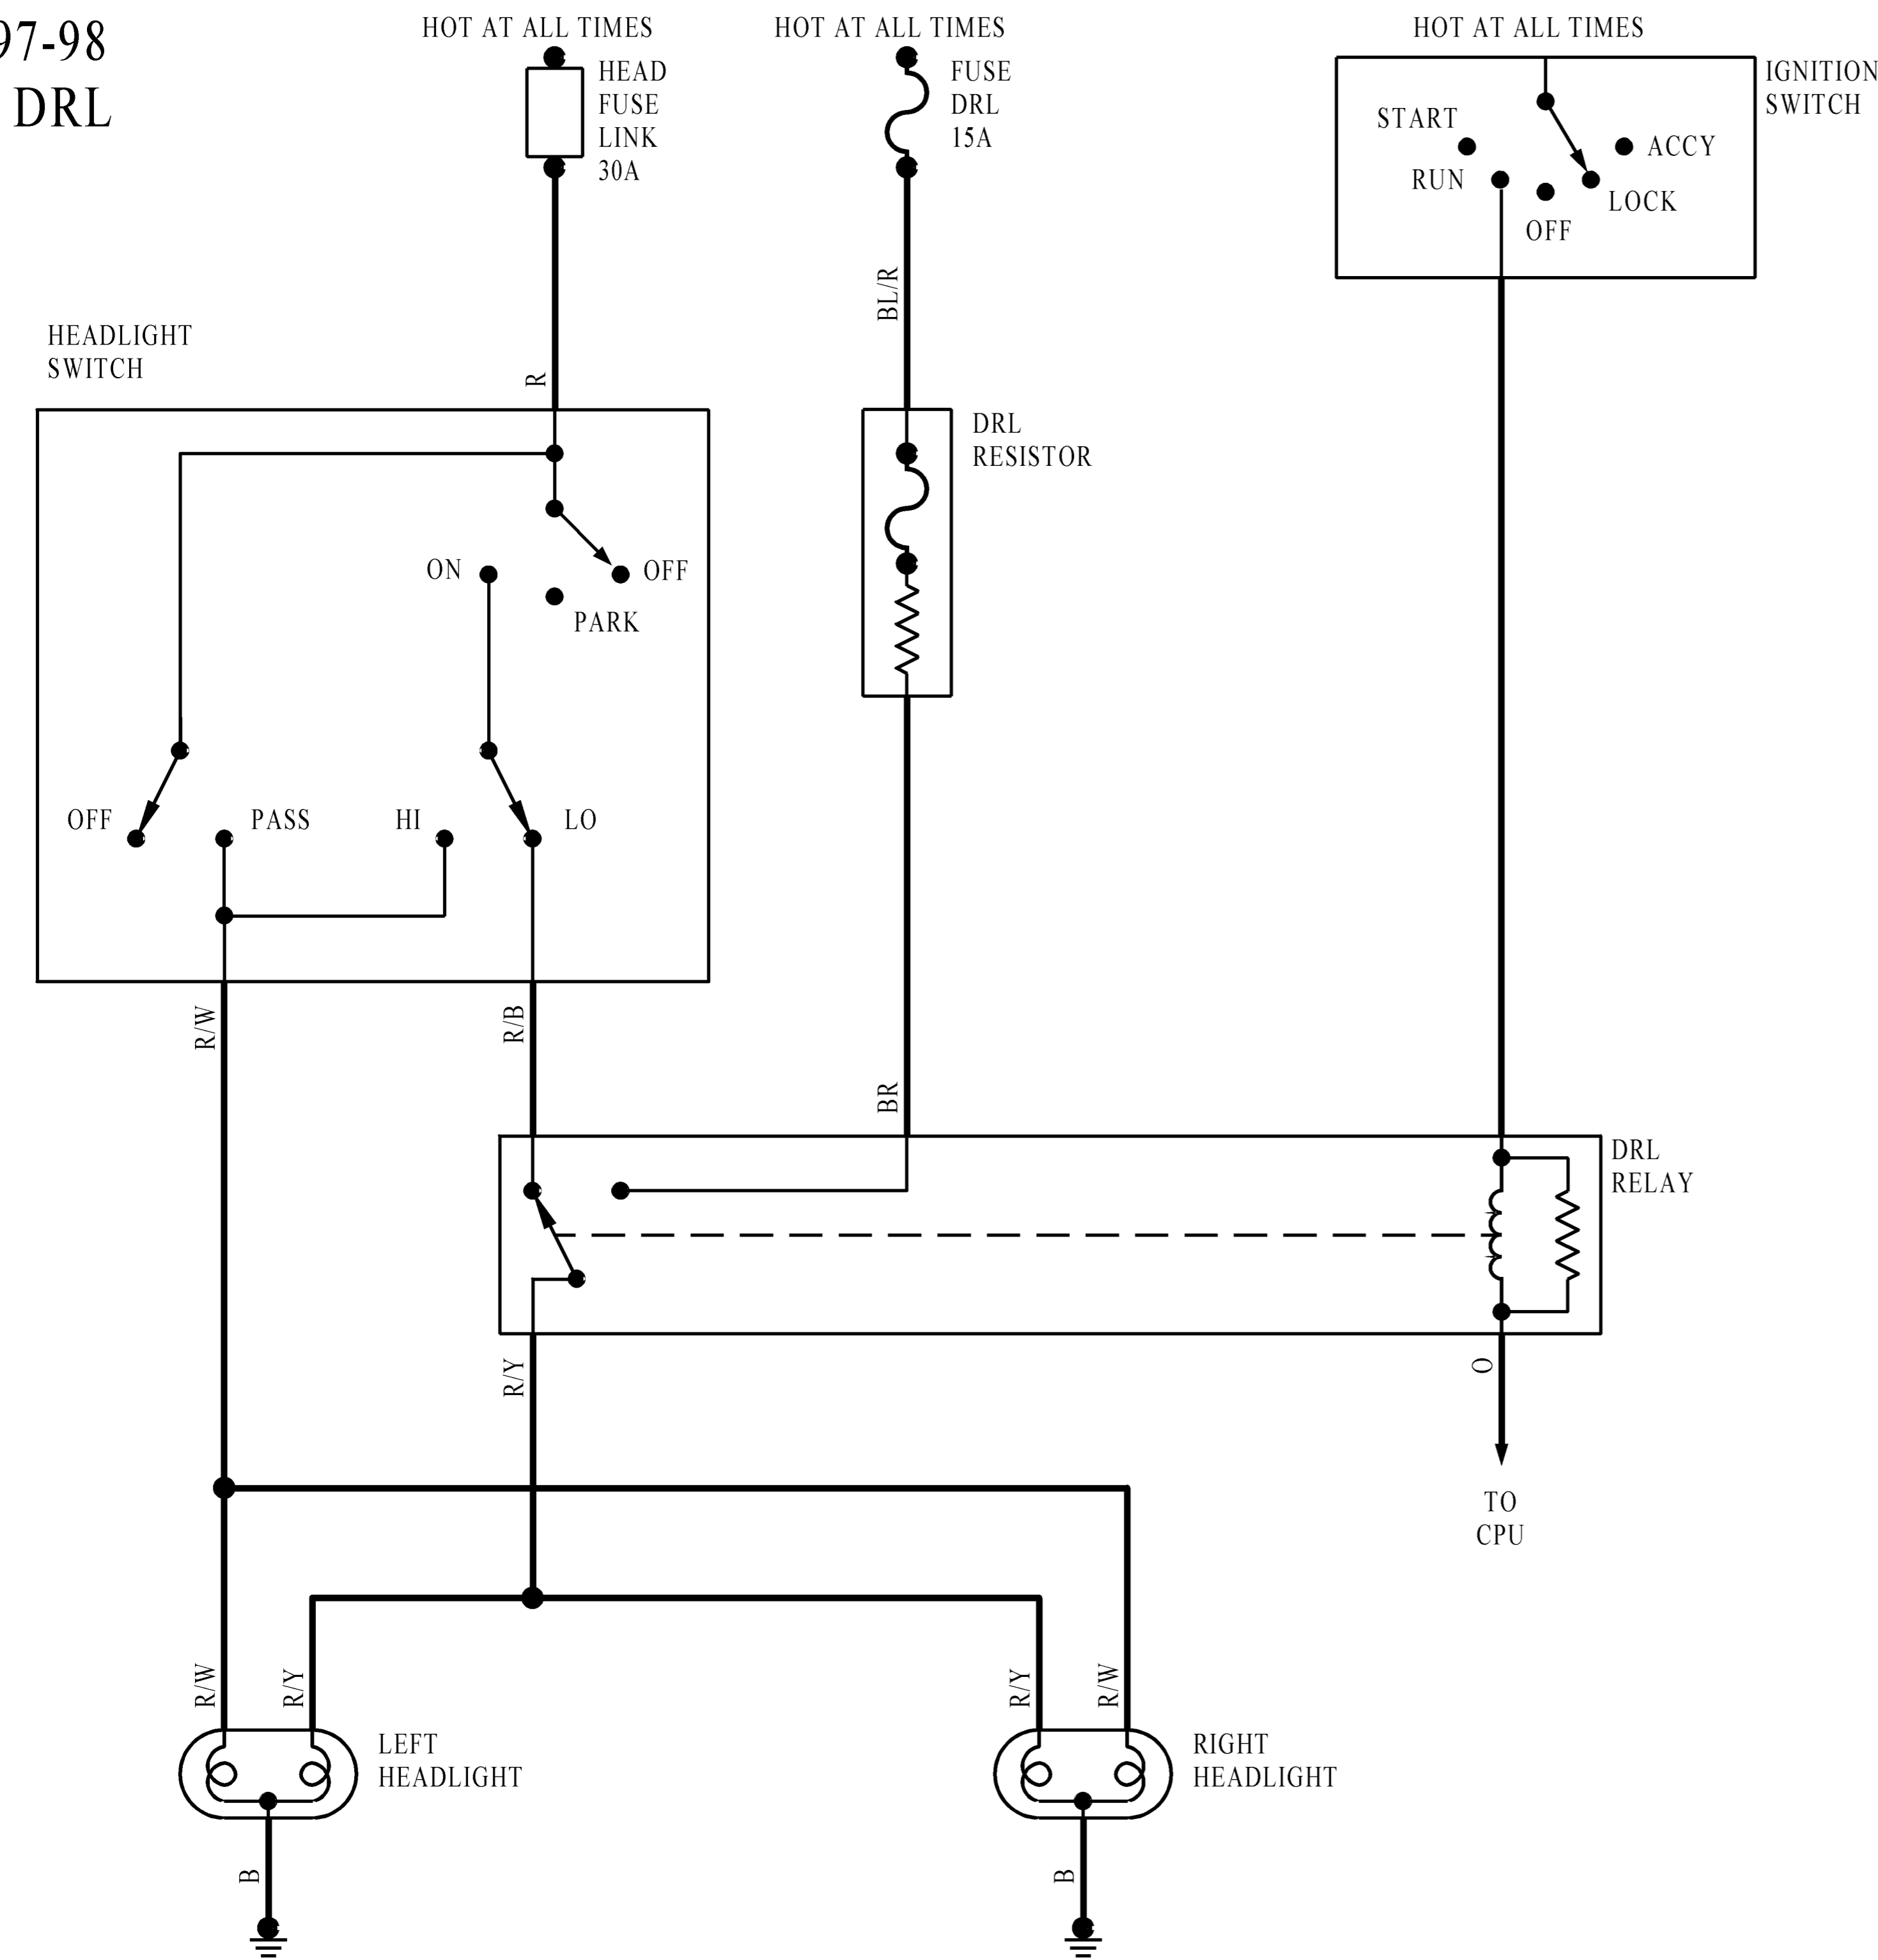 97-98
DRL
HOT AT ALL TIMES
HEAD
FUSE
LINK
30A
HOT AT ALL TIMES
FUSE
DRL
15A
HOT AT ALL TIMES
IGNITION
SWITCH
START
ACCY
RUN
LOCK
OFF
BL/R
HEADLIGHT
SWITCH
R
DRL
RESISTOR
ON
OFF
PARK
OFF
PASS
HI
LO
R/W
R/B
BR
DRL
RELAY
R/Y
O
TO
CPU
R/W
R/Y
R/Y
R/W
LEFT
HEADLIGHT
RIGHT
HEADLIGHT
B
B